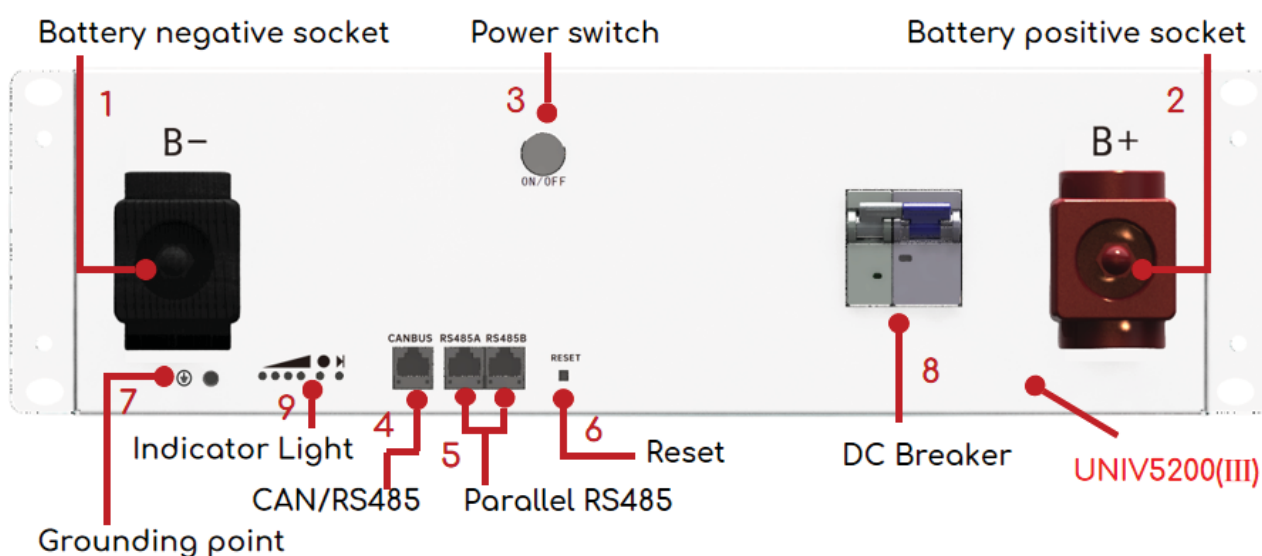 Battery negative socket
Power switch
Battery positive socket
1
3
2
B-
B+
ON/OFF
CANBUS RS485A RS485B
RESET
7
9
4
5
6
8
Indicator Light
Reset
DC Breaker
UNIV5200(III)
CAN/RS485
Parallel RS485
Grounding point